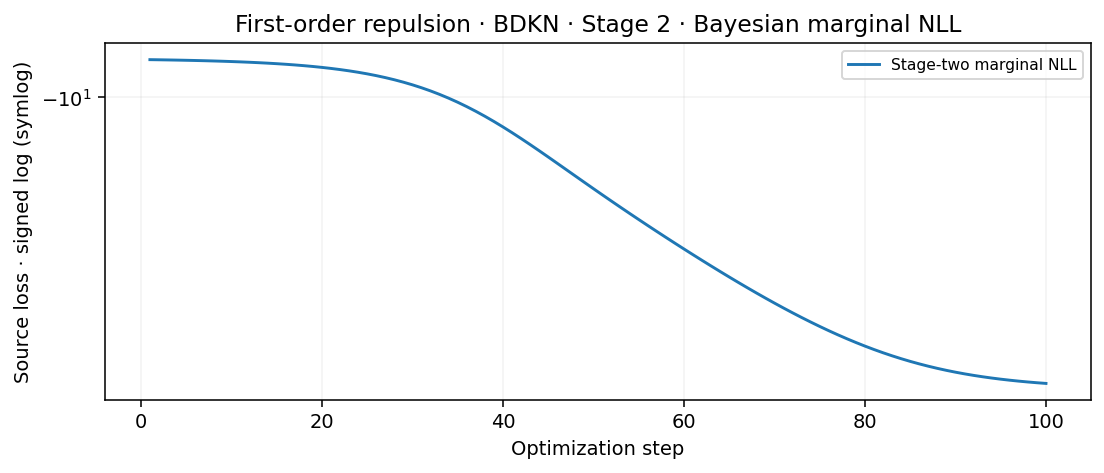 First-order repulsion · BDKN · Stage 2 · Bayesian marginal NLL
Stage-two marginal NLL
Source loss · signed log (symlog)
−10¹
0 20 40 60 80 100
Optimization step